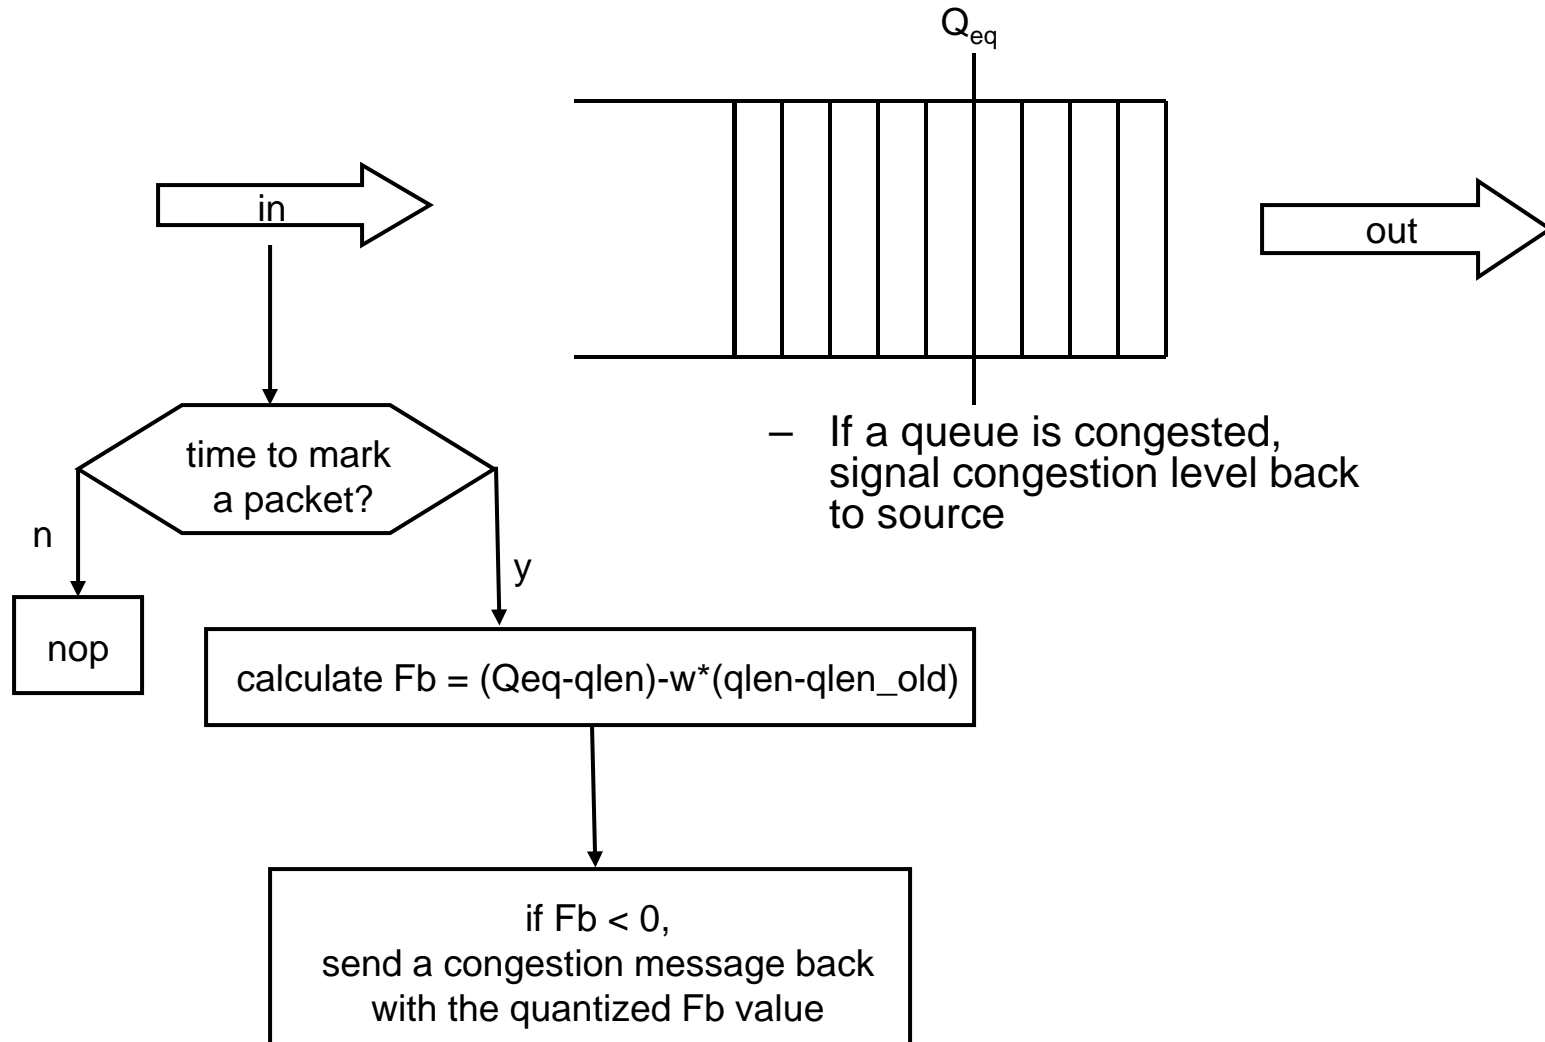 Qeq
in
out
– If a queue is congested,
signal congestion level back
to source
time to mark
a packet?
n
y
nop
calculate Fb = (Qeq-qlen)-w*(qlen-qlen_old)
if Fb < 0,
send a congestion message back
with the quantized Fb value